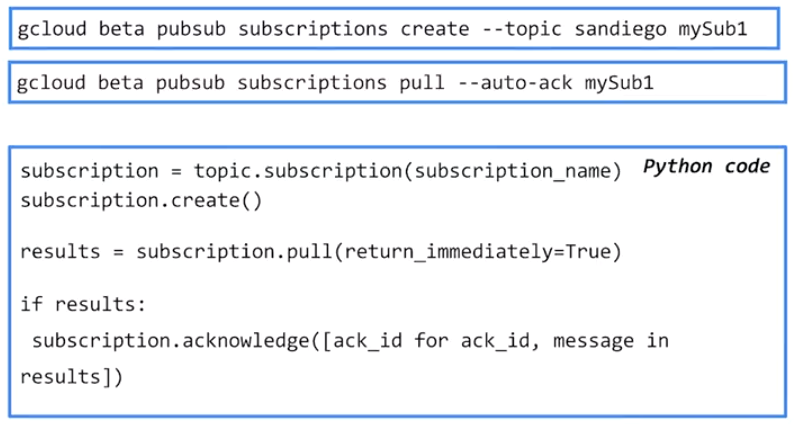 gcloud beta pubsub subscriptions create --topic sandiego mySub1
gcloud beta pubsub subscriptions pull --auto-ack mySub1
subscription = topic.subscription(subscription_name) Python code
subscription.create()
results = subscription.pull(return_immediately=True)
if results:
subscription.acknowledge([ack_id for ack_id, message in
results])